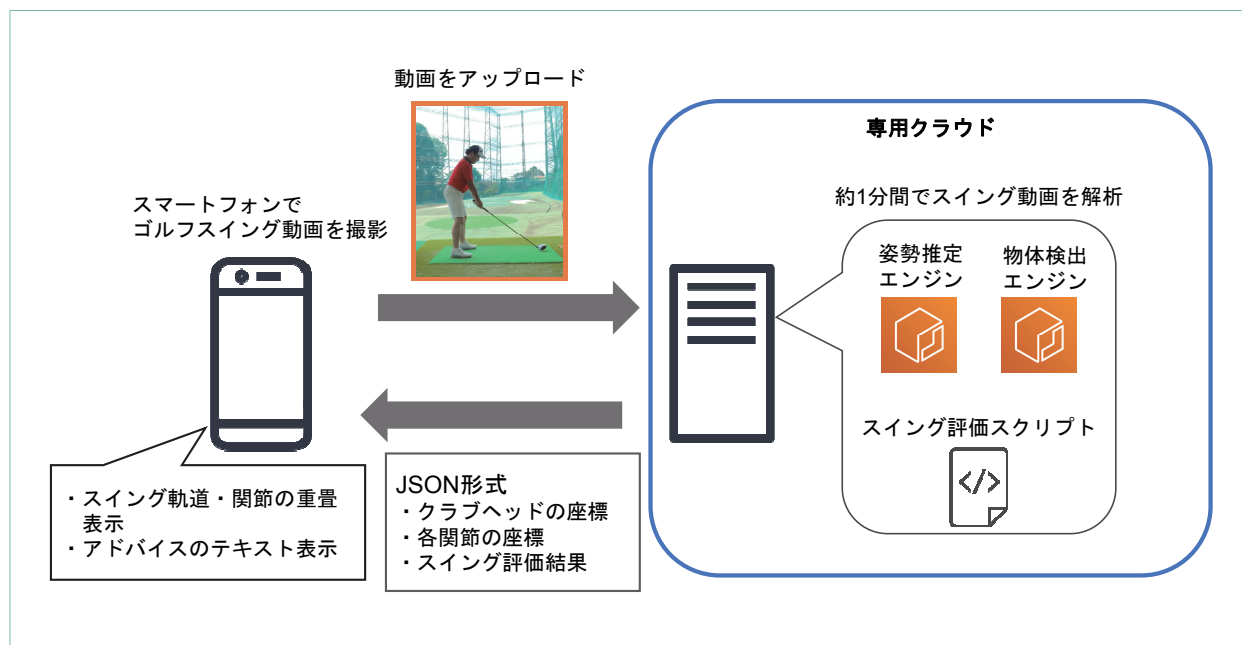 動画をアップロード
専用クラウド
スマートフォンで
ゴルフスイング動画を撮影
約1分間でスイング動画を解析
姿勢推定
エンジン
物体検出
エンジン
スイング評価スクリプト
</>
JSON形式
・クラブヘッドの座標
・各関節の座標
・スイング評価結果
・スイング軌道・関節の重畳
表示
・アドバイスのテキスト表示